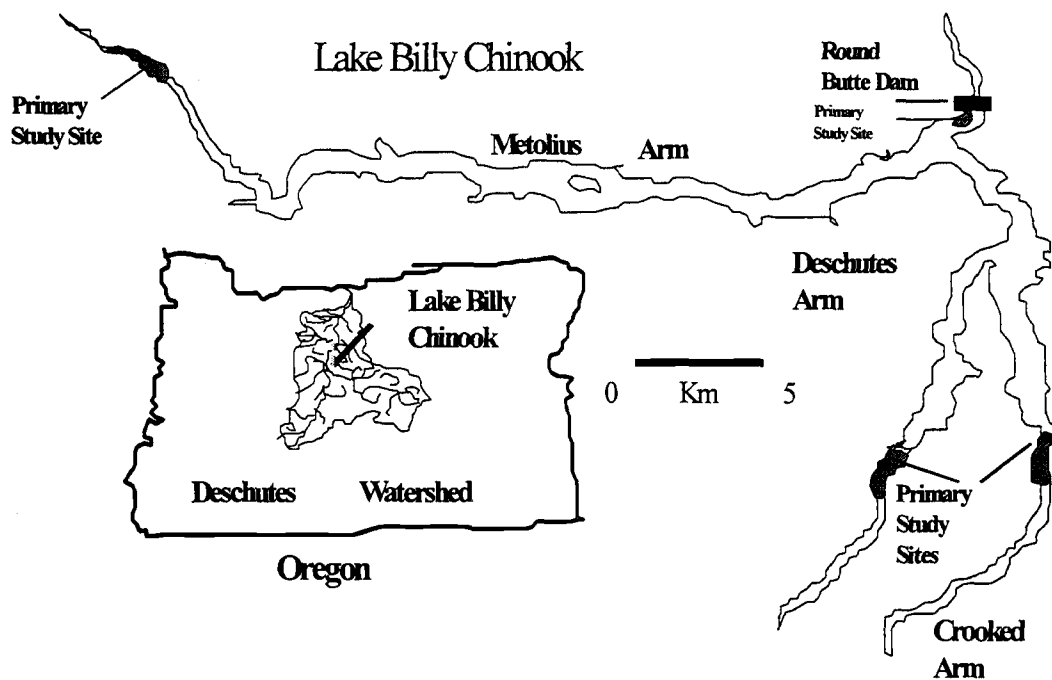 Lake Billy Chinook
Round
Butte Dam
Primary
Study Site
Primary
Study Site
Metolius Arm
Deschutes
Arm
Lake Billy
Chinook
0 Km 5
Deschutes Watershed
Primary
Study
Sites
Oregon
Crooked
Arm